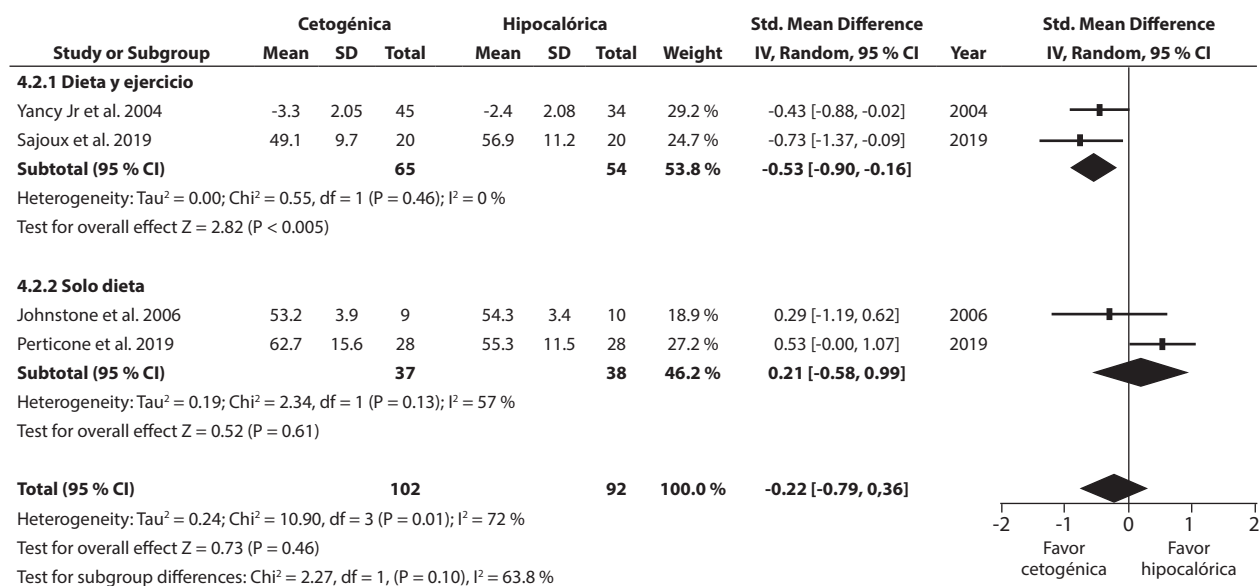 Cetogénica Hipocalórica Std. Mean Difference Std. Mean Difference
Study or Subgroup Mean SD Total Mean SD Total Weight IV, Random, 95 % CI Year IV, Random, 95 % CI
4.2.1 Dieta y ejercicio
Yancy Jr et al. 2004 -3.3 2.05 45 -2.4 2.08 34 29.2 % -0.43 [-0.88, -0.02] 2004
Sajoux et al. 2019 49.1 9.7 20 56.9 11.2 20 24.7 % -0.73 [-1.37, -0.09] 2019
Subtotal (95 % CI) 65 54 53.8 % -0.53 [-0.90, -0.16]
Heterogeneity: Tau² = 0.00; Chi² = 0.55, df = 1 (P = 0.46); I² = 0 %
Test for overall effect Z = 2.82 (P < 0.005)
4.2.2 Solo dieta
Johnstone et al. 2006 53.2 3.9 9 54.3 3.4 10 18.9 % 0.29 [-1.19, 0.62] 2006
Perticone et al. 2019 62.7 15.6 28 55.3 11.5 28 27.2 % 0.53 [-0.00, 1.07] 2019
Subtotal (95 % CI) 37 38 46.2 % 0.21 [-0.58, 0.99]
Heterogeneity: Tau² = 0.19; Chi² = 2.34, df = 1 (P = 0.13); I² = 57 %
Test for overall effect Z = 0.52 (P = 0.61)
Total (95 % CI) 102 92 100.0 % -0.22 [-0.79, 0,36]
Heterogeneity: Tau² = 0.24; Chi² = 10.90, df = 3 (P = 0.01); I² = 72 %
Test for overall effect Z = 0.73 (P = 0.46)
Test for subgroup differences: Chi² = 2.27, df = 1, (P = 0.10), I² = 63.8 %
-2 -1 0 1 2
Favor Favor
cetogénica hipocalórica